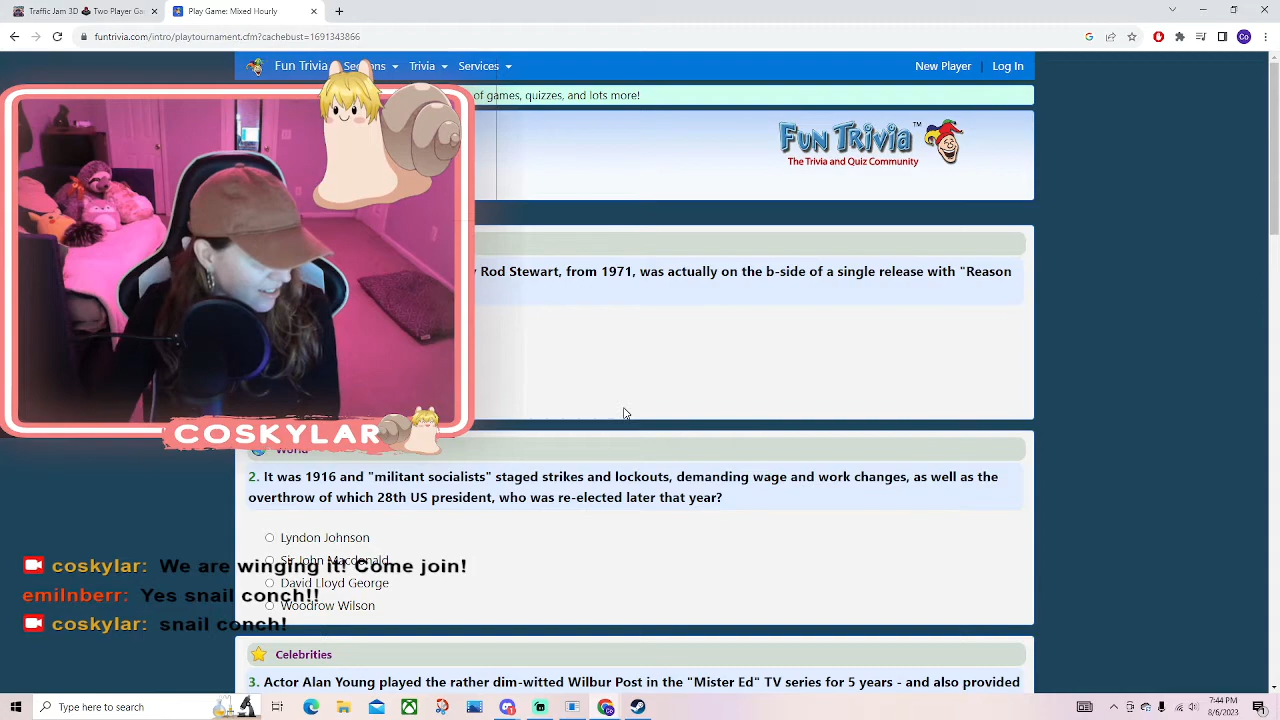 Traffic Jam 3D Two Player Ga
Play Game: Mixed Hourly
funtrivia.com/intro/playtournament.cfm?cachebust=1691343866
Co
Fun Trivia Sections Trivia Services New Player | Log In
of games, quizzes, and lots more!
Fun Trivia™
The Trivia and Quiz Community
Rod Stewart, from 1971, was actually on the b-side of a single release with "Reason
COSKYLAR
World
2. It was 1916 and "militant socialists" staged strikes and lockouts, demanding wage and work changes, as well as the
overthrow of which 28th US president, who was re-elected later that year?
Lyndon Johnson
Sir John Macdonald
coskylar: We are winging it! Come join!
David Lloyd George
emilnberr: Yes snail conch!!
Woodrow Wilson
coskylar: snail conch!
Celebrities
3. Actor Alan Young played the rather dim-witted Wilbur Post in the "Mister Ed" TV series for 5 years - and also provided
Type here to search
7:44 PM
8/6/2023